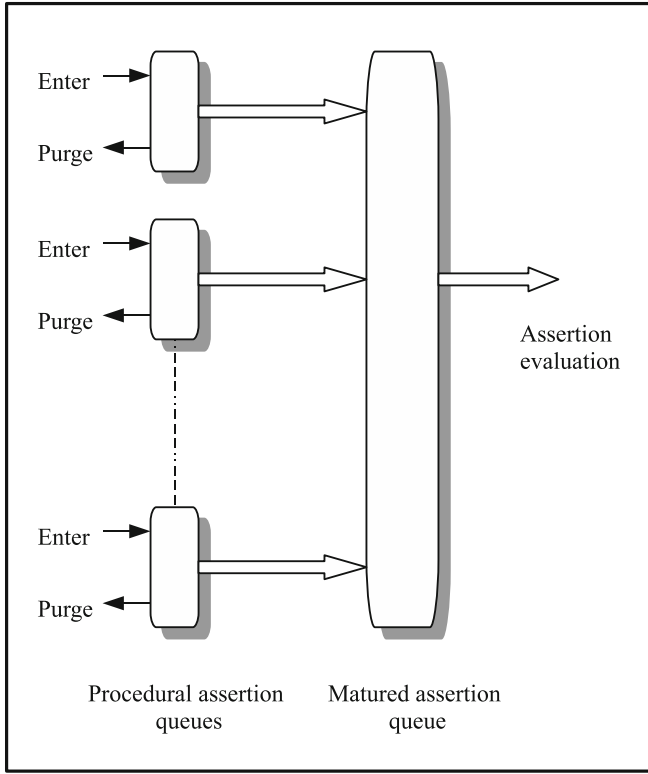 Enter
Purge
Enter
Purge
Assertion
evaluation
Enter
Purge
Procedural assertion
queues
Matured assertion
queue